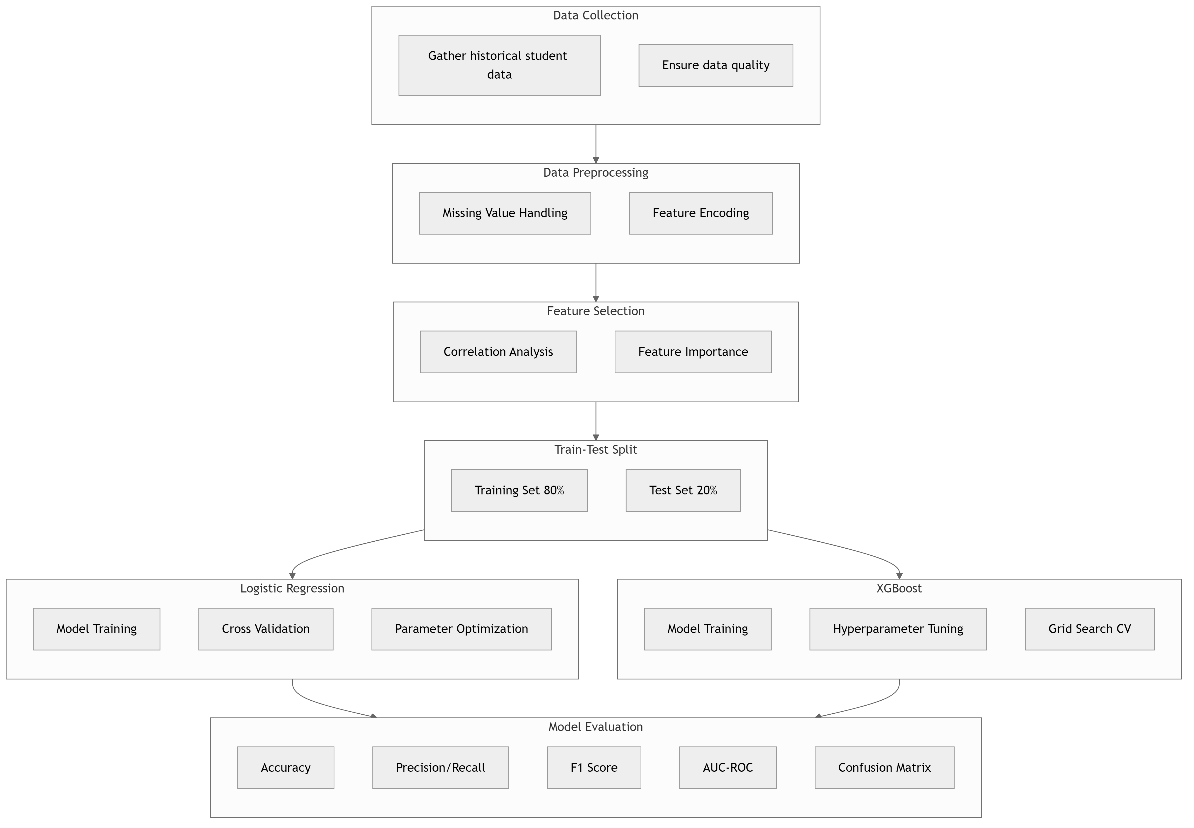 Data Collection
Gather historical student
data
Ensure data quality
Data Preprocessing
Missing Value Handling
Feature Encoding
Feature Selection
Correlation Analysis
Feature Importance
Train-Test Split
Training Set 80%
Test Set 20%
Logistic Regression
Model Training
Cross Validation
Parameter Optimization
XGBoost
Model Training
Hyperparameter Tuning
Grid Search CV
Model Evaluation
Accuracy
Precision/Recall
F1 Score
AUC-ROC
Confusion Matrix